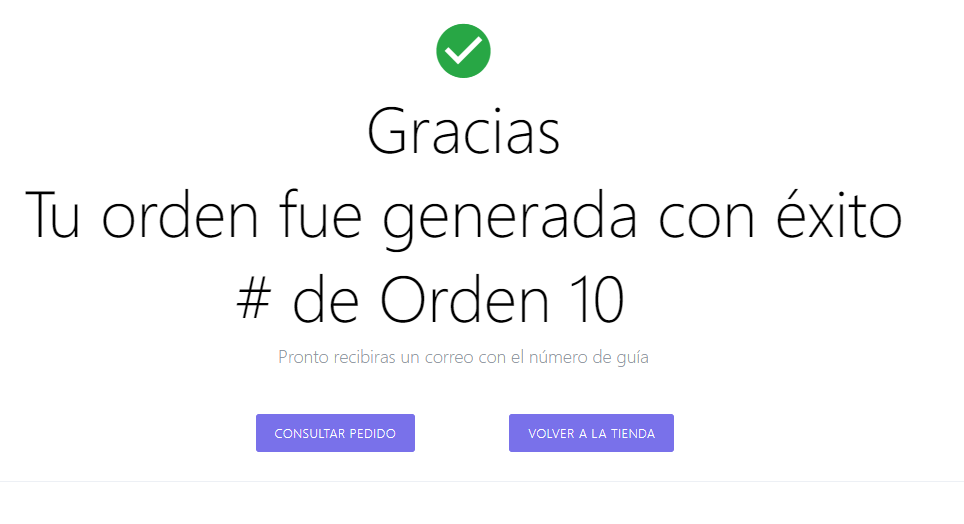 Gracias
Tu orden fue generada con éxito
# de Orden 10
Pronto recibiras un correo con el número de guía
CONSULTAR PEDIDO
VOLVER A LA TIENDA